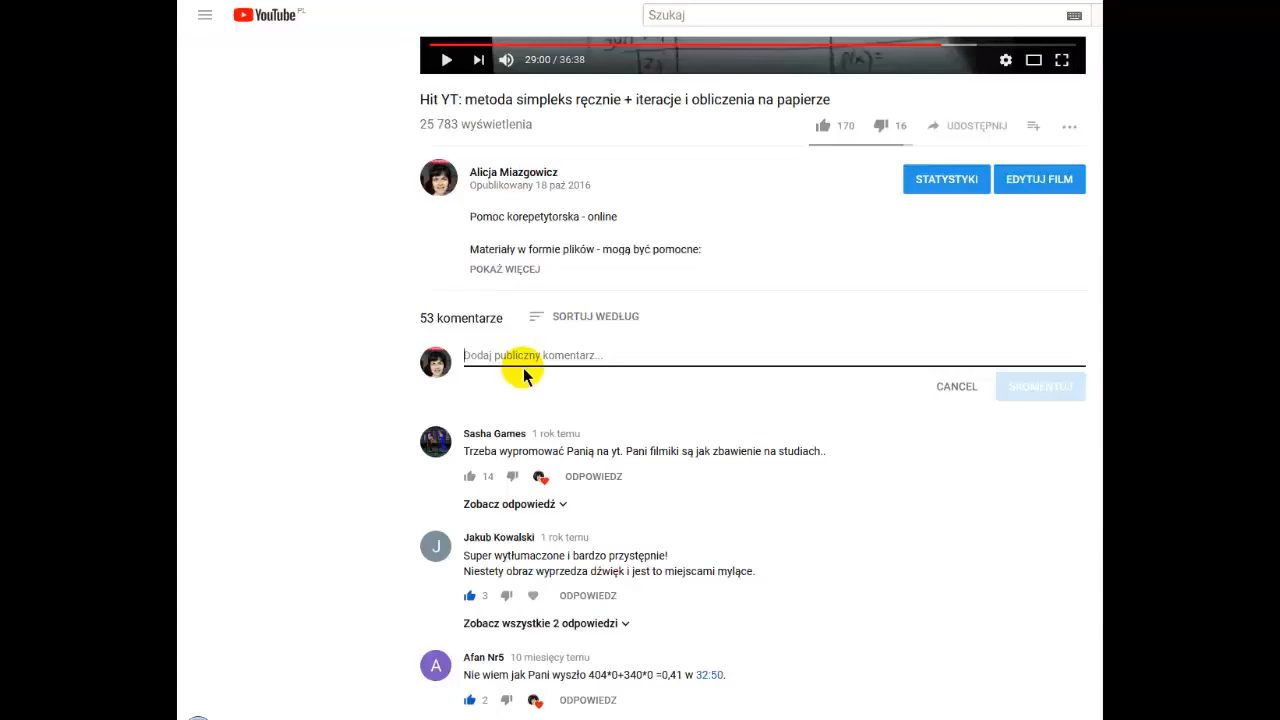 YouTube PL
Szukaj
29:00 / 36:38
Hit YT: metoda simpleks ręcznie + iteracje i obliczenia na papierze
25 783 wyświetlenia
170
16
UDOSTĘPNIJ
Alicja Miazgowicz
Opublikowany 18 paź 2016
STATYSTYKI
EDYTUJ FILM
Pomoc korepetytorska - online
Materiały w formie plików - mogą być pomocne:
POKAŻ WIĘCEJ
53 komentarze
SORTUJ WEDŁUG
Dodaj publiczny komentarz...
CANCEL
SKOMENTUJ
Sasha Games 1 rok temu
Trzeba wypromować Panią na yt. Pani filmiki są jak zbawienie na studiach..
14
ODPOWIEDZ
Zobacz odpowiedź
J
Jakub Kowalski 1 rok temu
Super wytłumaczone i bardzo przystępnie!
Niestety obraz wyprzedza dźwięk i jest to miejscami mylące.
3
ODPOWIEDZ
Zobacz wszystkie 2 odpowiedzi
A
Afan Nr5 10 miesięcy temu
Nie wiem jak Pani wyszło 404*0+340*0 =0,41 w 32:50.
2
ODPOWIEDZ